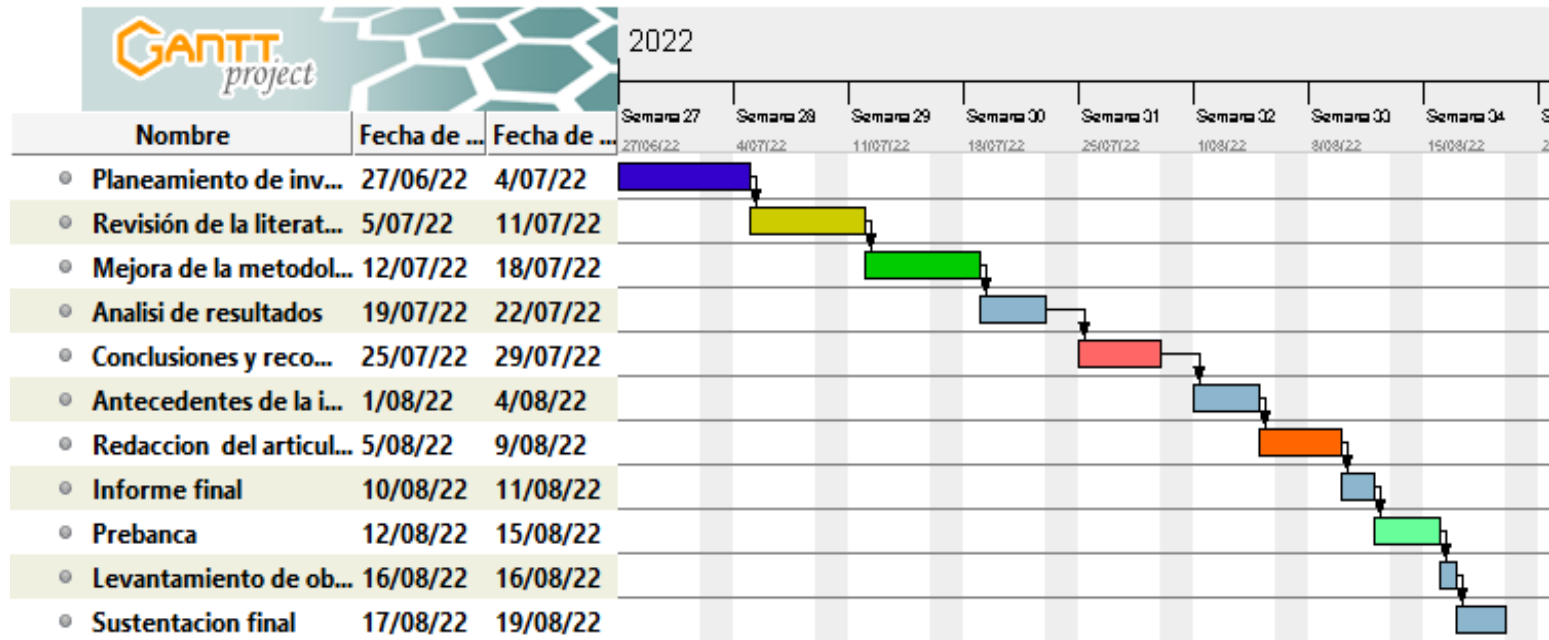 GANTT
project
2022
Semana 27 Semana 28 Semana 29 Semana 30 Semana 31 Semana 32 Semana 33 Semana 34 S
Nombre Fecha de ... Fecha de ...
27/06/22 4/07/22 11/07/22 18/07/22 25/07/22 1/08/22 8/08/22 15/08/22 2
Planeamiento de inv... 27/06/22 4/07/22
Revisión de la literat... 5/07/22 11/07/22
Mejora de la metodol... 12/07/22 18/07/22
Analisi de resultados 19/07/22 22/07/22
Conclusiones y reco... 25/07/22 29/07/22
Antecedentes de la i... 1/08/22 4/08/22
Redaccion del articul... 5/08/22 9/08/22
Informe final 10/08/22 11/08/22
Prebanca 12/08/22 15/08/22
Levantamiento de ob... 16/08/22 16/08/22
Sustentacion final 17/08/22 19/08/22